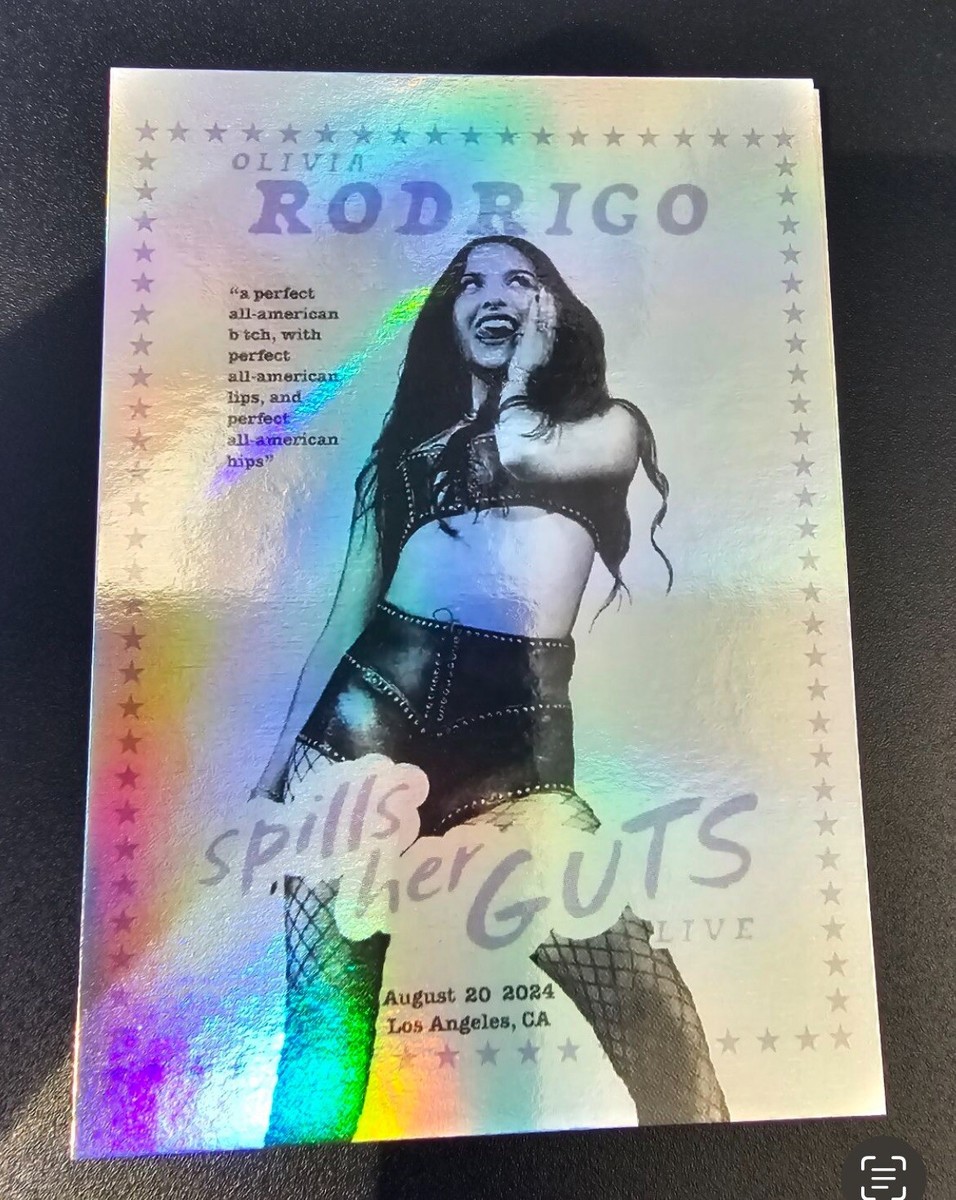 OLIVIA
RODRIGO
“a perfect
all-american
b tch, with
perfect
all-american
lips, and
perfect
all-american
hips”
spills
her GUTS
LIVE
August 20 2024
Los Angeles, CA